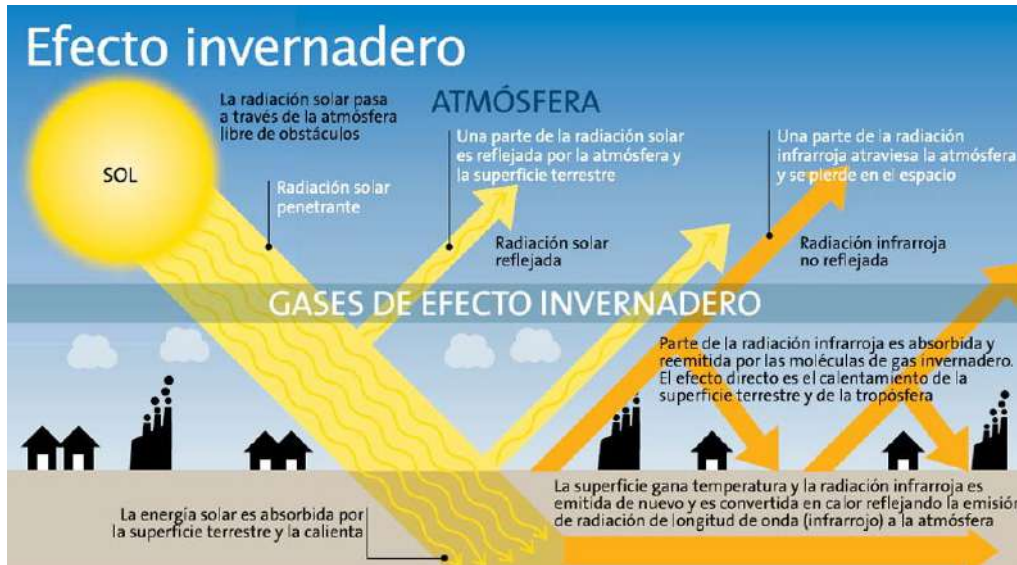 Efecto invernadero
SOL
La radiación solar pasa
a través de la atmósfera
libre de obstáculos
Radiación solar
penetrante
ATMÓSFERA
Una parte de la radiación solar
es reflejada por la atmósfera y
la superficie terrestre
Radiación solar
reflejada
Una parte de la radiación
infrarroja atraviesa la atmósfera
y se pierde en el espacio
Radiación infrarroja
no reflejada
GASES DE EFECTO INVERNADERO
Parte de la radiación infrarroja es absorbida y
reemitida por las moléculas de gas invernadero.
El efecto directo es el calentamiento de la
superficie terrestre y de la tropósfera
La energía solar es absorbida por
la superficie terrestre y la calienta
La superficie gana temperatura y la radiación infrarroja es
emitida de nuevo y es convertida en calor reflejando la emisión
de radiación de longitud de onda (infrarrojo) a la atmósfera